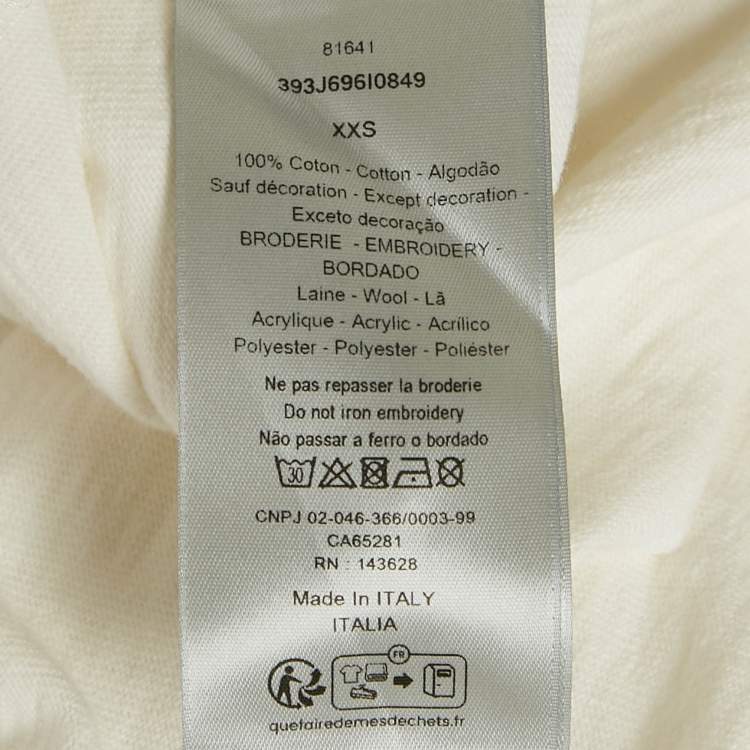 81641
393J696I0849
XXS
100% Coton - Cotton - Algodão
Sauf décoration - Except decoration -
Exceto decoração
BRODERIE - EMBROIDERY -
BORDADO
Laine - Wool - Lã
Acrylique - Acrylic - Acrílico
Polyester - Polyester - Poliéster
Ne pas repasser la broderie
Do not iron embroidery
Não passar a ferro o bordado
30
CNPJ 02-046-366/0003-99
CA65281
RN : 143628
Made In ITALY
ITALIA
FR
quefairedemesdechets.fr